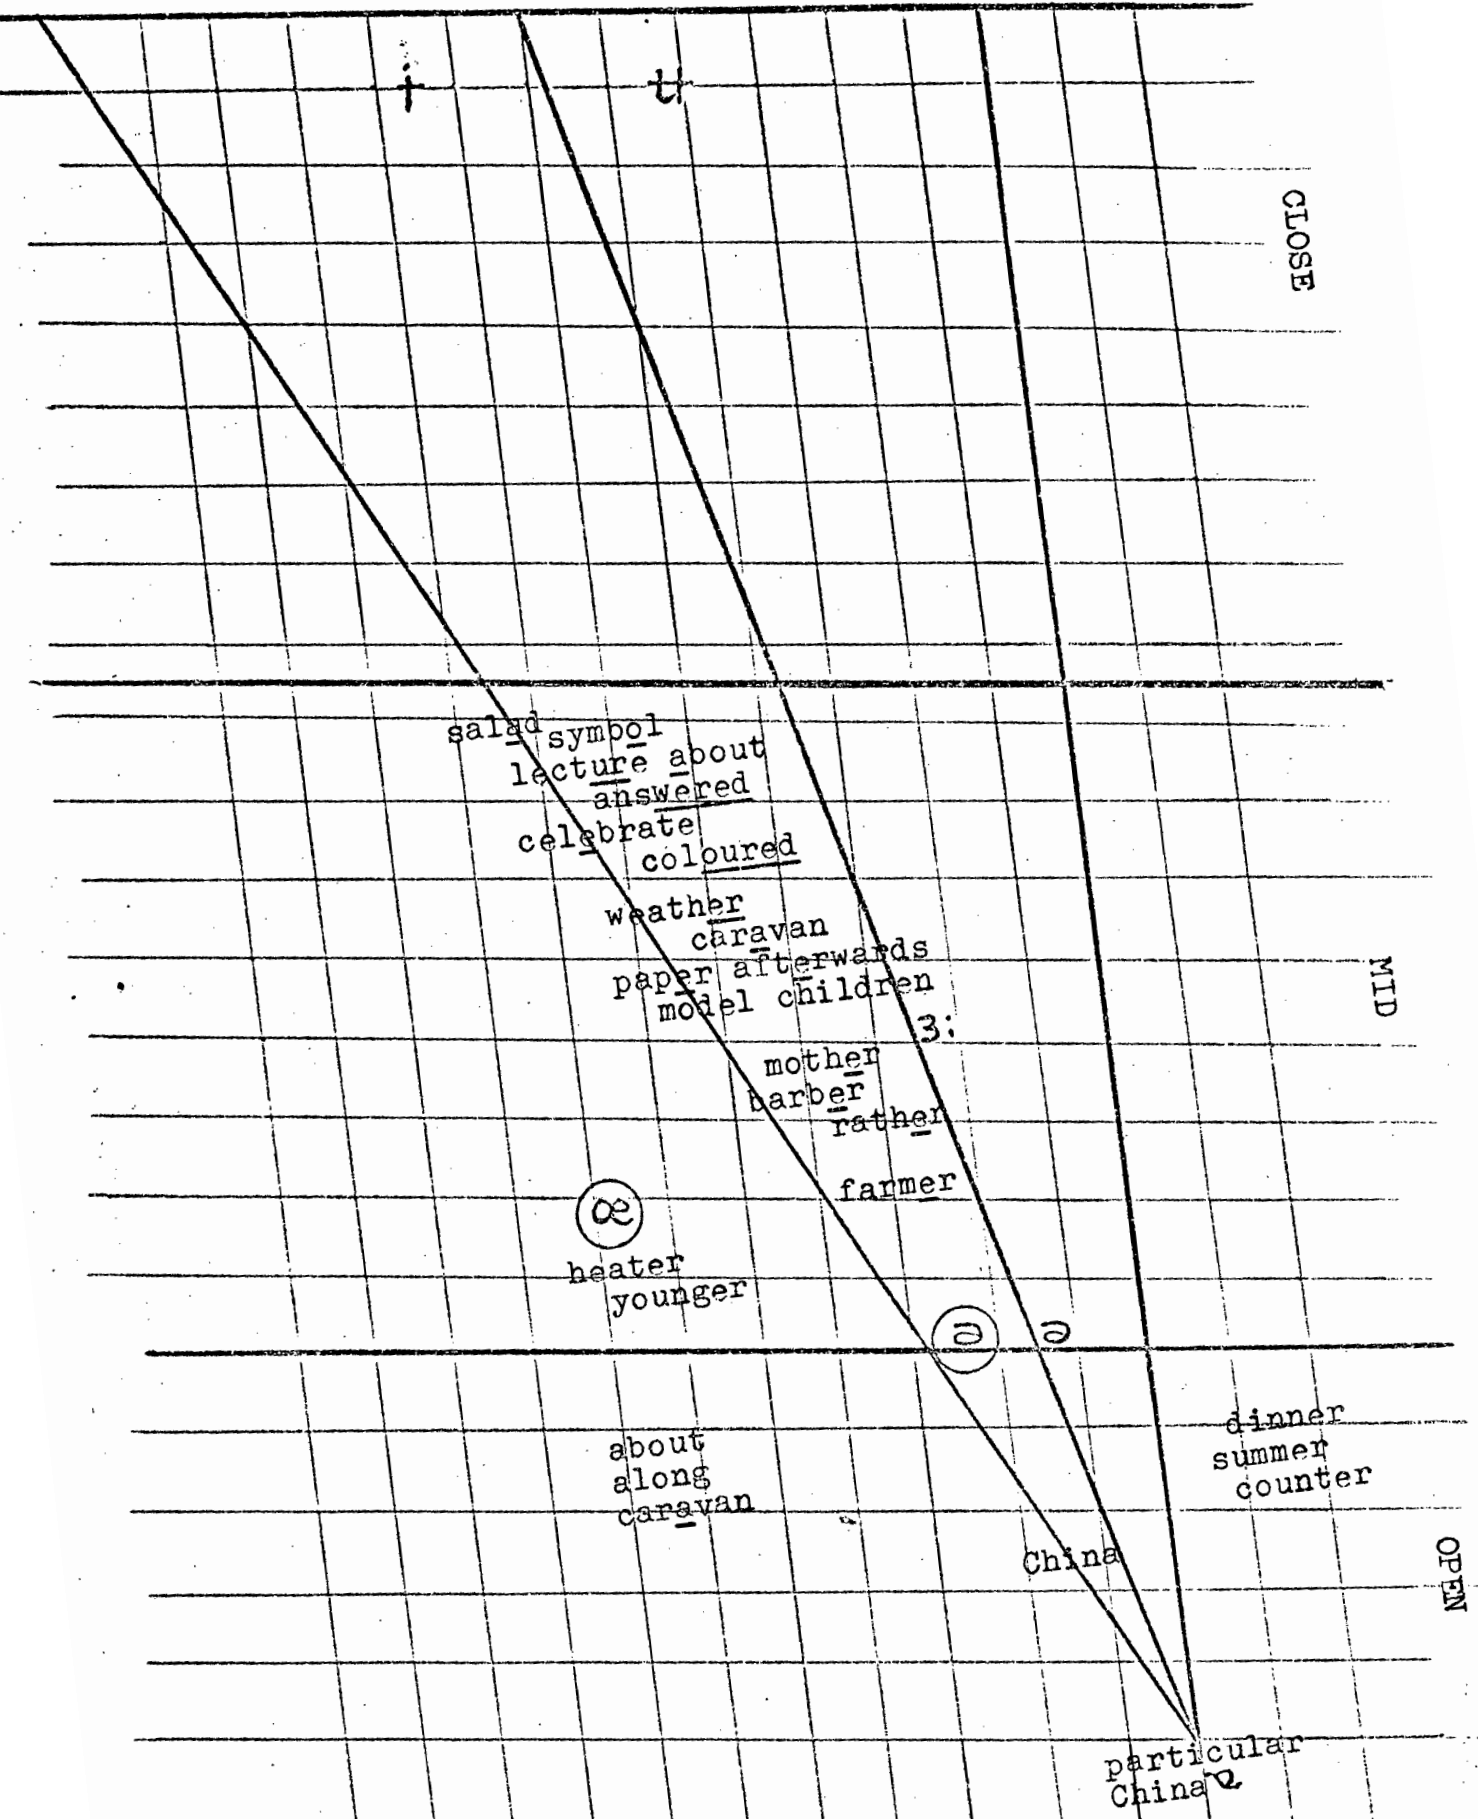 ɨ
ʉ
CLOSE
salad symbol
lecture about
answered
celebrate
coloured
weather
caravan
paper afterwards
model children
MID
ɜ:
mother
barber
rather
farmer
œ
heater
younger
ə ə
about
along
caravan
dinner
summer
counter
China
OPEN
particular
China